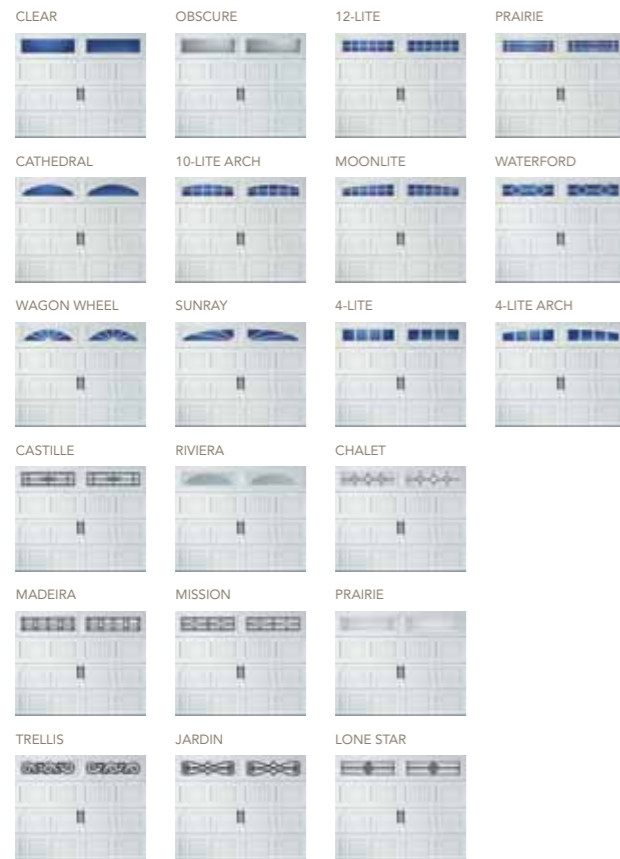 CLEAR
OBSCURE
12-LITE
PRAIRIE
CATHEDRAL
10-LITE ARCH
MOONLITE
WATERFORD
WAGON WHEEL
SUNRAY
4-LITE
4-LITE ARCH
CASTILLE
RIVIERA
CHALET
MADEIRA
MISSION
PRAIRIE
TRELLIS
JARDIN
LONE STAR